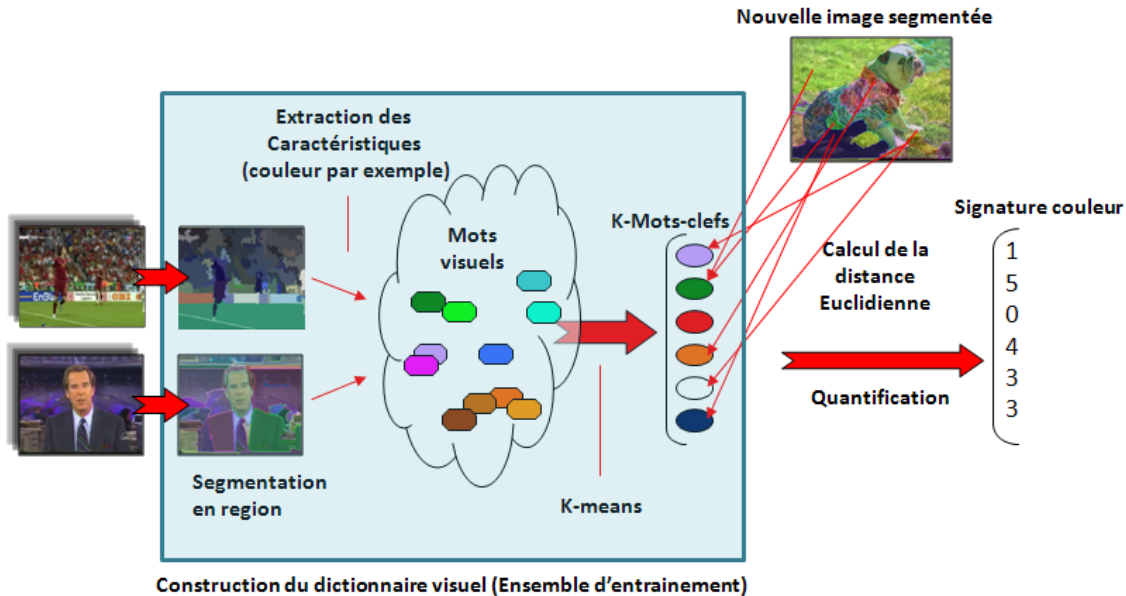 Nouvelle image segmentée
Extraction des
Caractéristiques
(couleur par exemple)
Mots
visuels
K-Mots-clefs
Signature couleur
Calcul de la
distance
Euclidienne
1
5
0
4
3
3
Quantification
Segmentation
en region
K-means
Construction du dictionnaire visuel (Ensemble d'entrainement)